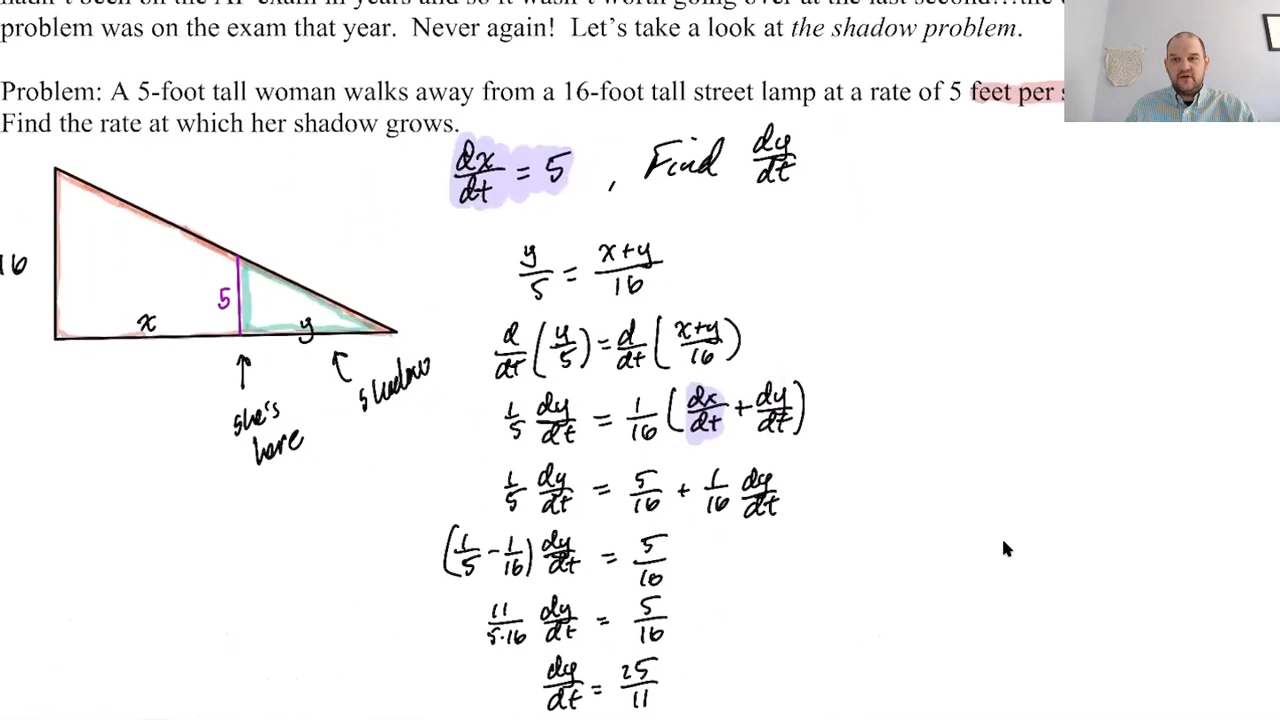 problem was on the exam that year. Never again! Let's take a look at the shadow problem.
Problem: A 5-foot tall woman walks away from a 16-foot tall street lamp at a rate of 5 feet per s
Find the rate at which her shadow grows.
dx/dt = 5 , Find dy/dt
16
5
x
y
she's
here
shadow
y/5 = (x+y)/16
d/dt (y/5) = d/dt ((x+y)/16)
1/5 dy/dt = 1/16 (dx/dt + dy/dt)
1/5 dy/dt = 5/16 + 1/16 dy/dt
(1/5 - 1/16) dy/dt = 5/16
11/5·16 dy/dt = 5/16
dy/dt = 25/11